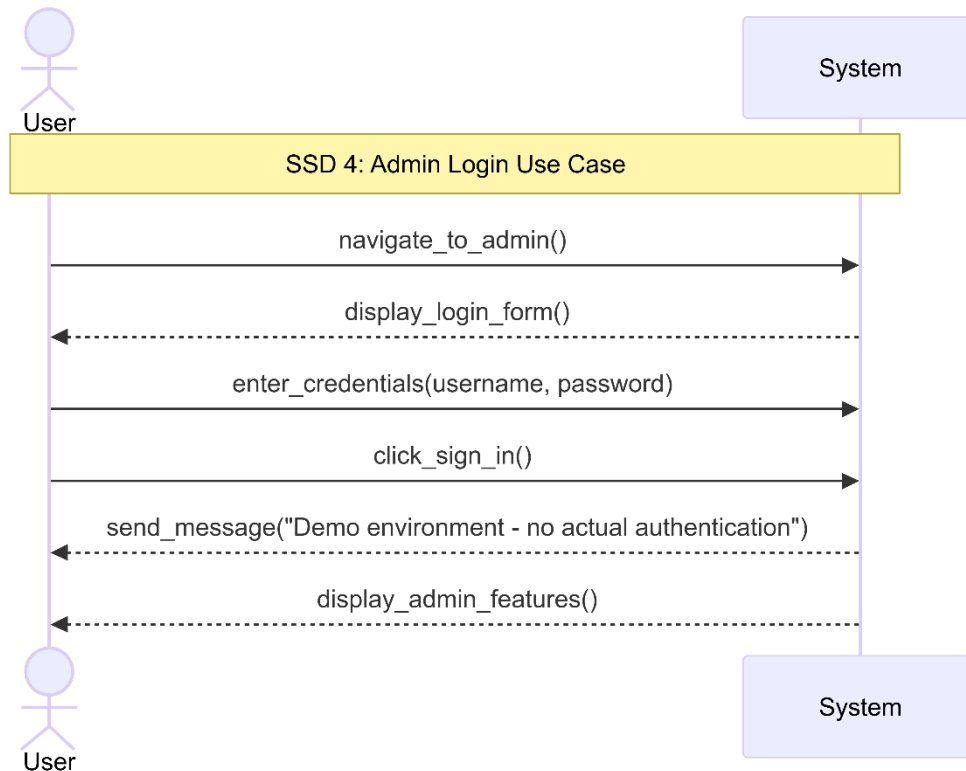 System
User
SSD 4: Admin Login Use Case
navigate_to_admin()
display_login_form()
enter_credentials(username, password)
click_sign_in()
send_message("Demo environment - no actual authentication")
display_admin_features()
System
User